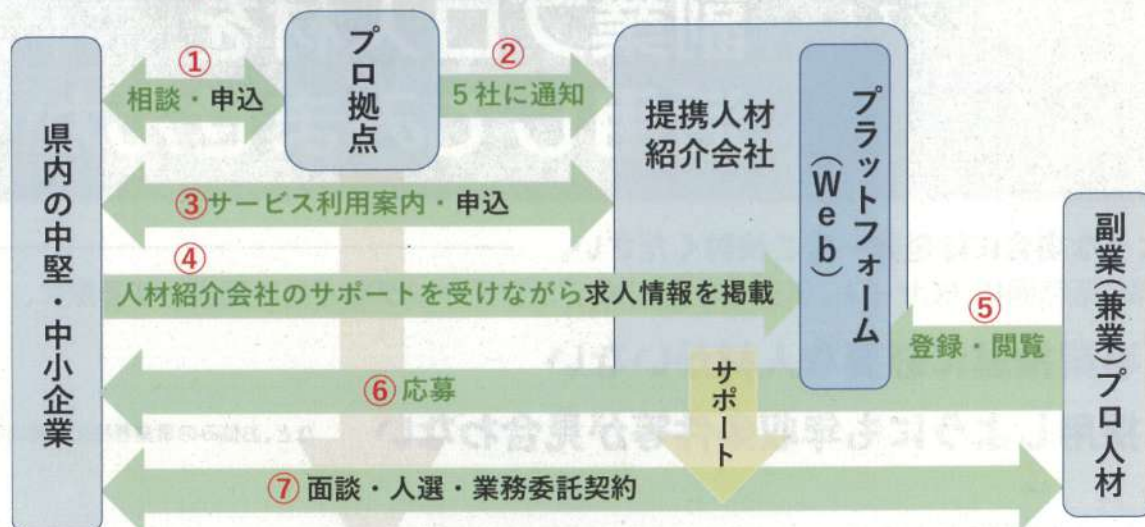 ①
相談・申込
プロ拠点
②
5社に通知
提携人材
紹介会社
プラットフォーム
(Web)
県内の中堅・中小企業
③サービス利用案内・申込
④
人材紹介会社のサポートを受けながら求人情報を掲載
⑤
登録・閲覧
副業(兼業)プロ人材
⑥応募
サポート
⑦面談・人選・業務委託契約